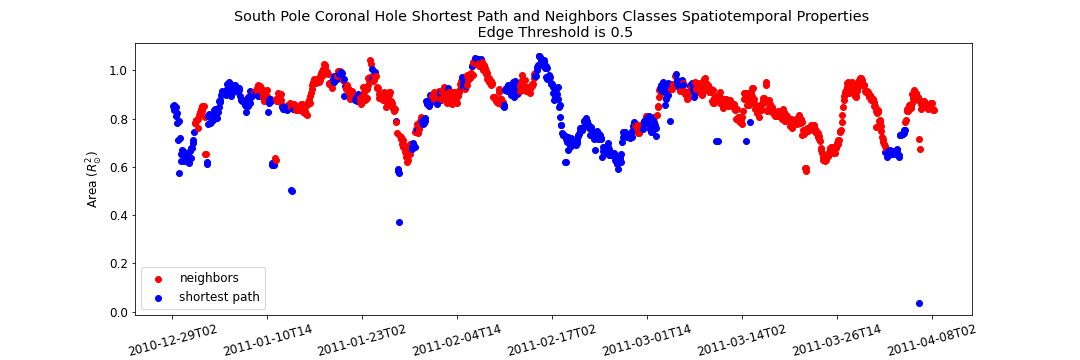 South Pole Coronal Hole Shortest Path and Neighbors Classes Spatiotemporal Properties
Edge Threshold is 0.5
Area (R⊙²)
1.0
0.8
0.6
0.4
0.2
0.0
neighbors
shortest path
2010-12-29T02
2011-01-10T14
2011-01-23T02
2011-02-04T14
2011-02-17T02
2011-03-01T14
2011-03-14T02
2011-03-26T14
2011-04-08T02